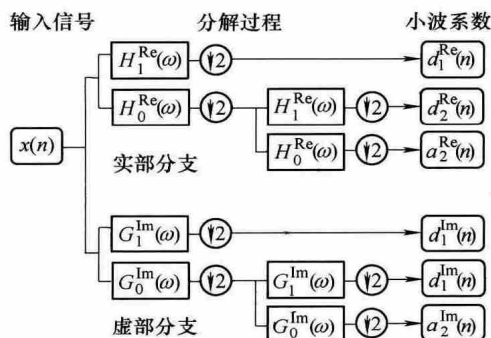 输入信号 分解过程 小波系数
H₁ᴿᵉ(ω) ↓2 d₁ᴿᵉ(n)
H₀ᴿᵉ(ω) ↓2 H₁ᴿᵉ(ω) ↓2 d₂ᴿᵉ(n)
H₀ᴿᵉ(ω) ↓2 a₂ᴿᵉ(n)
x(n)
实部分支
G₁ᴵᵐ(ω) ↓2 d₁ᴵᵐ(n)
G₀ᴵᵐ(ω) ↓2 G₁ᴵᵐ(ω) ↓2 d₁ᴵᵐ(n)
G₀ᴵᵐ(ω) ↓2 a₂ᴵᵐ(n)
虚部分支